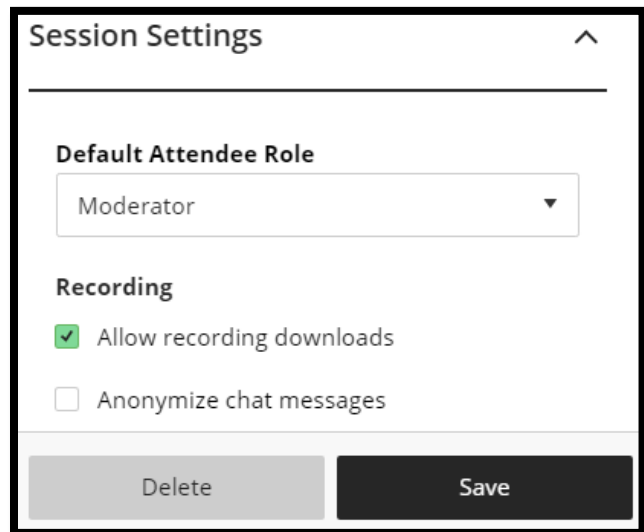 Session Settings
Default Attendee Role
Moderator
Recording
Allow recording downloads
Anonymize chat messages
Delete
Save